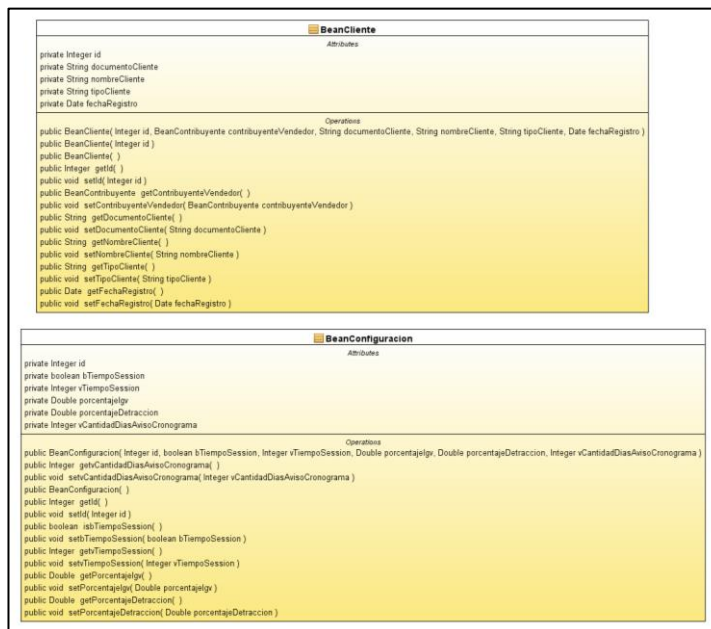 BeanCliente
Attributes
private Integer id
private String documentoCliente
private String nombreCliente
private String tipoCliente
private Date fechaRegistro
Operations
public BeanCliente( Integer id, BeanContribuyente contribuyenteVendedor, String documentoCliente, String nombreCliente, String tipoCliente, Date fechaRegistro )
public BeanCliente( Integer id )
public BeanCliente( )
public Integer getId( )
public void setId( Integer id )
public BeanContribuyente getContribuyenteVendedor( )
public void setContribuyenteVendedor( BeanContribuyente contribuyenteVendedor )
public String getDocumentoCliente( )
public void setDocumentoCliente( String documentoCliente )
public String getNombreCliente( )
public void setNombreCliente( String nombreCliente )
public String getTipoCliente( )
public void setTipoCliente( String tipoCliente )
public Date getFechaRegistro( )
public void setFechaRegistro( Date fechaRegistro )
BeanConfiguracion
Attributes
private Integer id
private boolean bTiempoSession
private Integer vTiempoSession
private Double porcentajeIgv
private Double porcentajeDetraccion
private Integer vCantidadDiasAvisoCronograma
Operations
public BeanConfiguracion( Integer id, boolean bTiempoSession, Integer vTiempoSession, Double porcentajeIgv, Double porcentajeDetraccion, Integer vCantidadDiasAvisoCronograma )
public Integer getvCantidadDiasAvisoCronograma( )
public void setvCantidadDiasAvisoCronograma( Integer vCantidadDiasAvisoCronograma )
public BeanConfiguracion( )
public Integer getId( )
public void setId( Integer id )
public boolean isbTiempoSession( )
public void setbTiempoSession( boolean bTiempoSession )
public Integer getvTiempoSession( )
public void setvTiempoSession( Integer vTiempoSession )
public Double getPorcentajeIgv( )
public void setPorcentajeIgv( Double porcentajeIgv )
public Double getPorcentajeDetraccion( )
public void setPorcentajeDetraccion( Double porcentajeDetraccion )